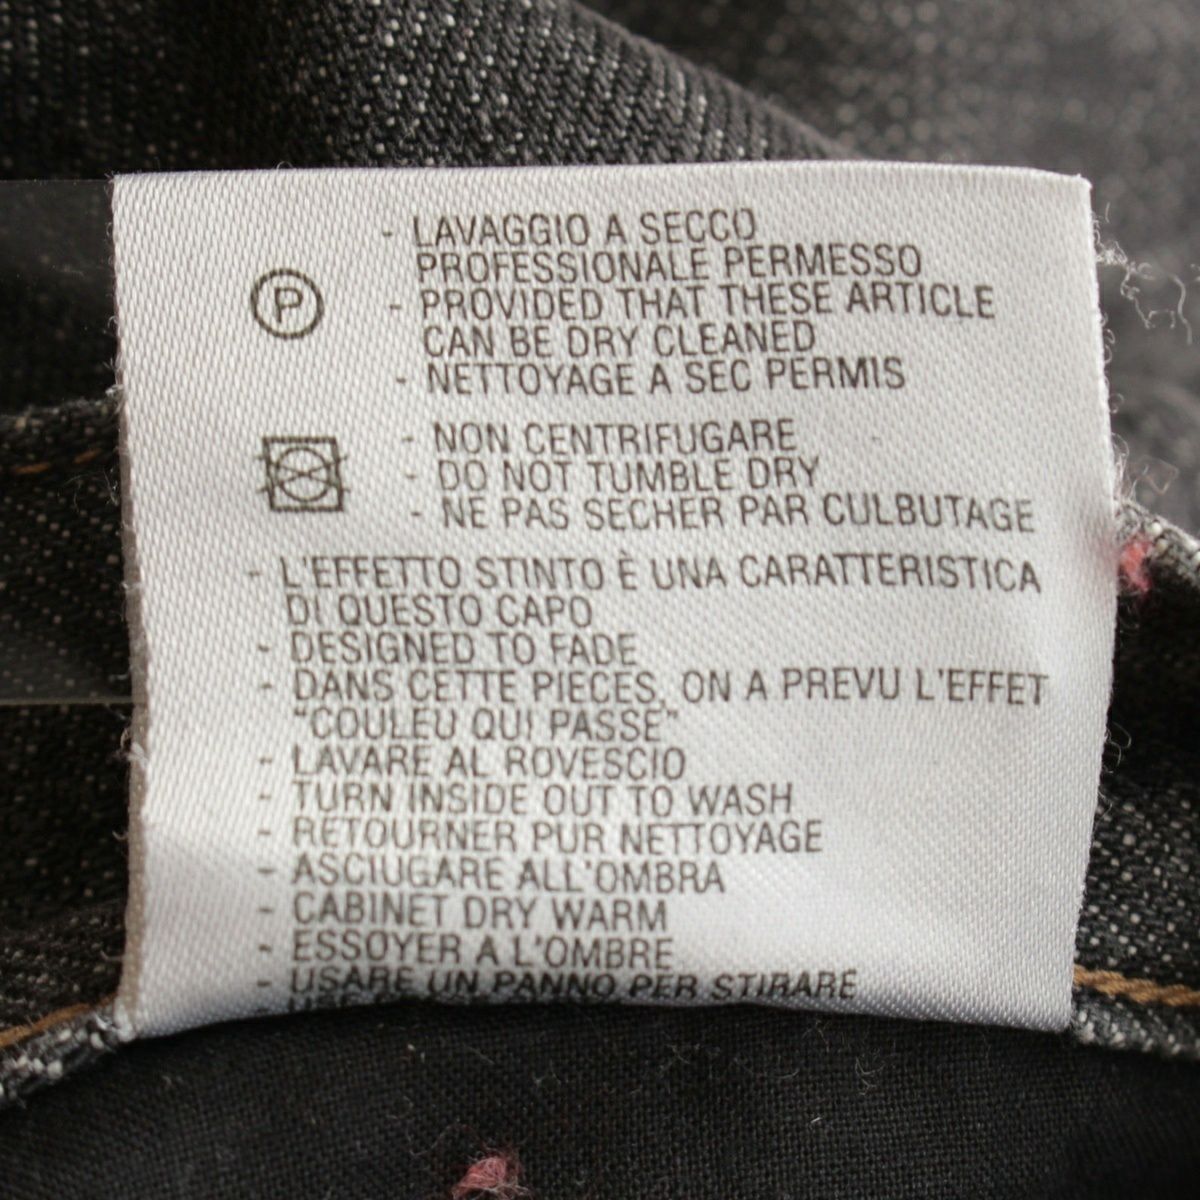 - LAVAGGIO A SECCO
PROFESSIONALE PERMESSO
P
- PROVIDED THAT THESE ARTICLE
CAN BE DRY CLEANED
- NETTOYAGE A SEC PERMIS
- NON CENTRIFUGARE
- DO NOT TUMBLE DRY
- NE PAS SECHER PAR CULBUTAGE
- L'EFFETTO STINTO È UNA CARATTERISTICA
DI QUESTO CAPO
- DESIGNED TO FADE
- DANS CETTE PIECES, ON A PREVU L'EFFET
"COULEU QUI PASSE"
- LAVARE AL ROVESCIO
- TURN INSIDE OUT TO WASH
- RETOURNER PUR NETTOYAGE
- ASCIUGARE ALL'OMBRA
- CABINET DRY WARM
- ESSOYER A L'OMBRE
- USARE UN PANNO PER STIRARE